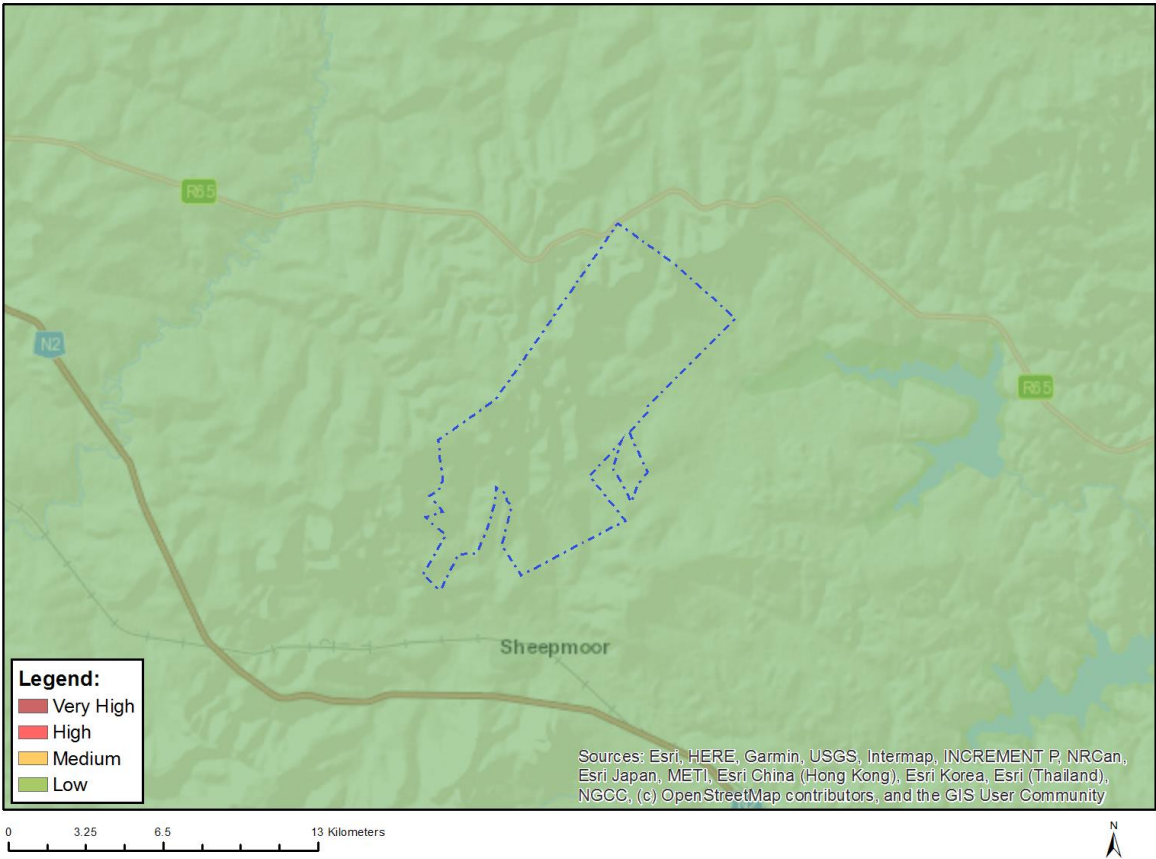 R65
N2
R65
Sheepmoor
Legend:
Very High
High
Medium
Low
Sources: Esri, HERE, Garmin, USGS, Intermap, INCREMENT P, NRCan,
Esri Japan, METI, Esri China (Hong Kong), Esri Korea, Esri (Thailand),
NGCC, (c) OpenStreetMap contributors, and the GIS User Community
0 3.25 6.5 13 Kilometers
N